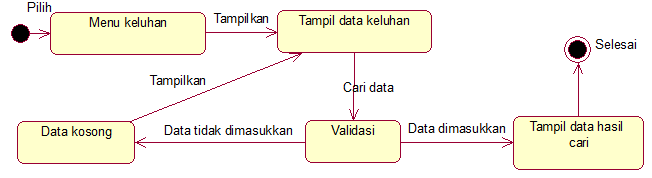 Pilih
Menu keluhan
Tampilkan
Tampil data keluhan
Selesai
Tampilkan
Cari data
Data kosong
Data tidak dimasukkan
Validasi
Data dimasukkan
Tampil data hasil
cari